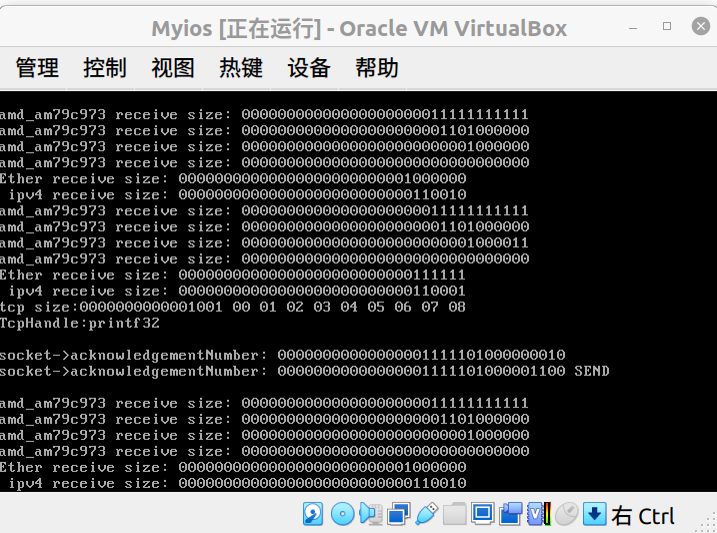 Myios [正在运行] - Oracle VM VirtualBox
管理 控制 视图 热键 设备 帮助
amd_am79c973 receive size: 00000000000000000000011111111111
amd_am79c973 receive size: 00000000000000000000001101000000
amd_am79c973 receive size: 00000000000000000000000001000000
amd_am79c973 receive size: 00000000000000000000000000000000
Ether receive size: 00000000000000000000000001000000
 ipv4 receive size: 00000000000000000000000000110010
amd_am79c973 receive size: 00000000000000000000011111111111
amd_am79c973 receive size: 00000000000000000000001101000000
amd_am79c973 receive size: 00000000000000000000000001000011
amd_am79c973 receive size: 00000000000000000000000000000000
Ether receive size: 00000000000000000000000000111111
 ipv4 receive size: 00000000000000000000000000110001
tcp size:0000000000001001 00 01 02 03 04 05 06 07 08
TcpHandle:printf32
socket->acknowledgementNumber: 00000000000000001111101000000010
socket->acknowledgementNumber: 00000000000000001111101000001100 SEND
amd_am79c973 receive size: 00000000000000000000011111111111
amd_am79c973 receive size: 00000000000000000000001101000000
amd_am79c973 receive size: 00000000000000000000000001000000
amd_am79c973 receive size: 00000000000000000000000000000000
Ether receive size: 00000000000000000000000001000000
 ipv4 receive size: 00000000000000000000000000110010
右 Ctrl